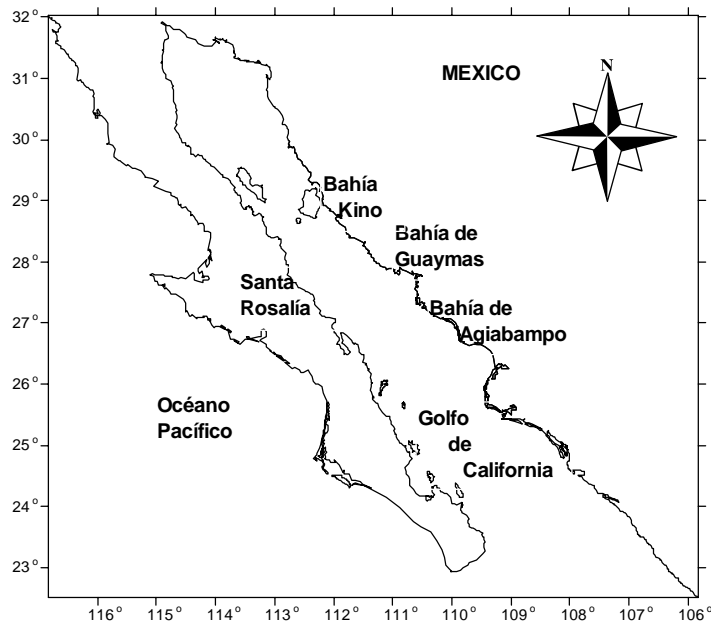 32°
31°
30°
29°
28°
27°
26°
25°
24°
23°
MEXICO
N
Bahía
Kino
Bahía de
Guaymas
Santa
Rosalía
Bahía de
Agiabampo
Océano
Pacífico
Golfo
de
California
116° 115° 114° 113° 112° 111° 110° 109° 108° 107° 106°